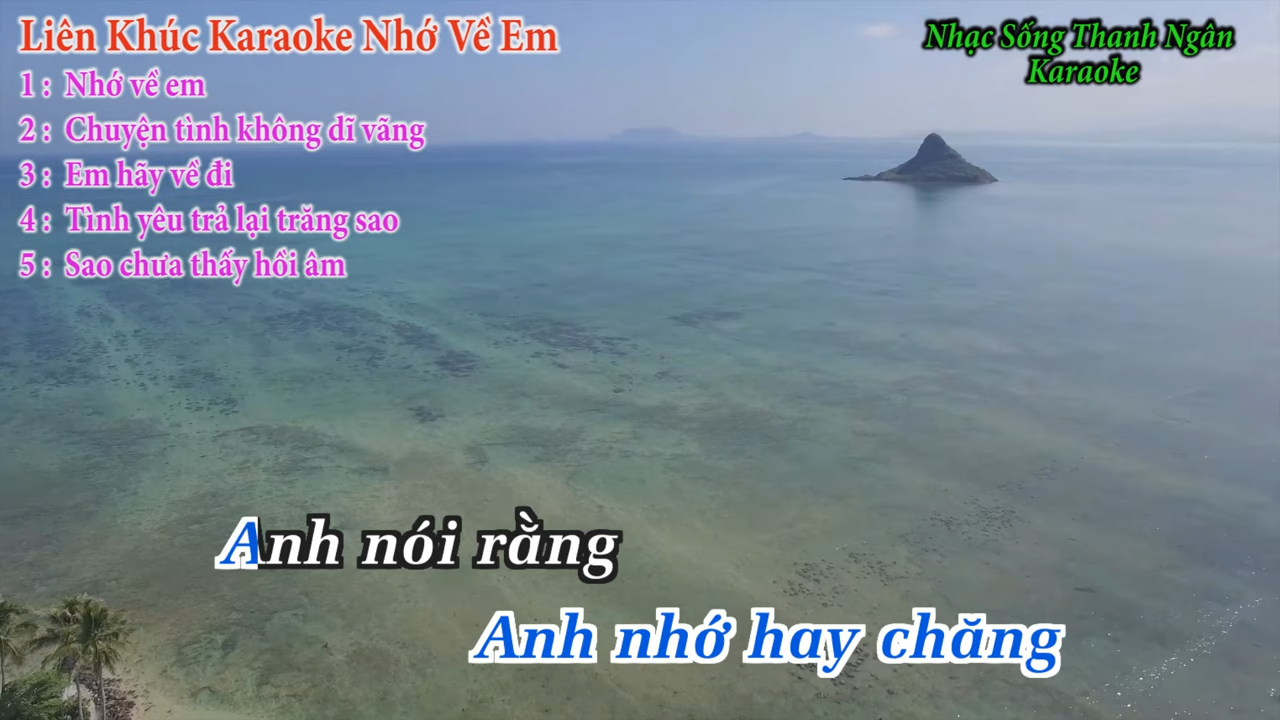 Liên Khúc Karaoke Nhớ Về Em
1 : Nhớ về em
2 : Chuyện tình không dĩ vãng
3 : Em hãy về đi
4 : Tình yêu trả lại trăng sao
5 : Sao chưa thấy hồi âm
Nhạc Sống Thanh Ngân
Karaoke
Anh nói rằng
Anh nhớ hay chăng